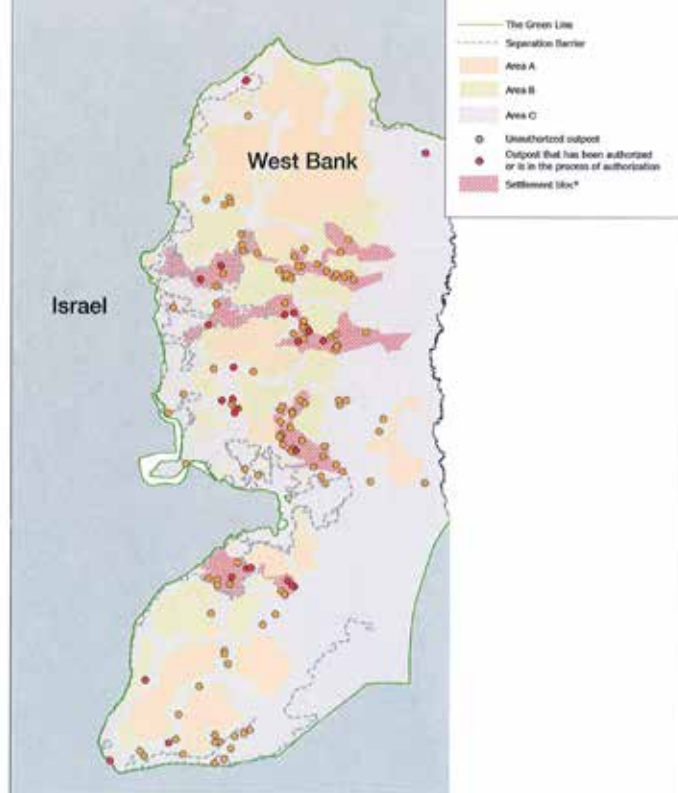 The Green Line
Separation Barrier
Area A
Area B
Area C
Unauthorized outpost
Outpost that has been authorized
or is in the process of authorization
Settlement bloc*
West Bank
Israel